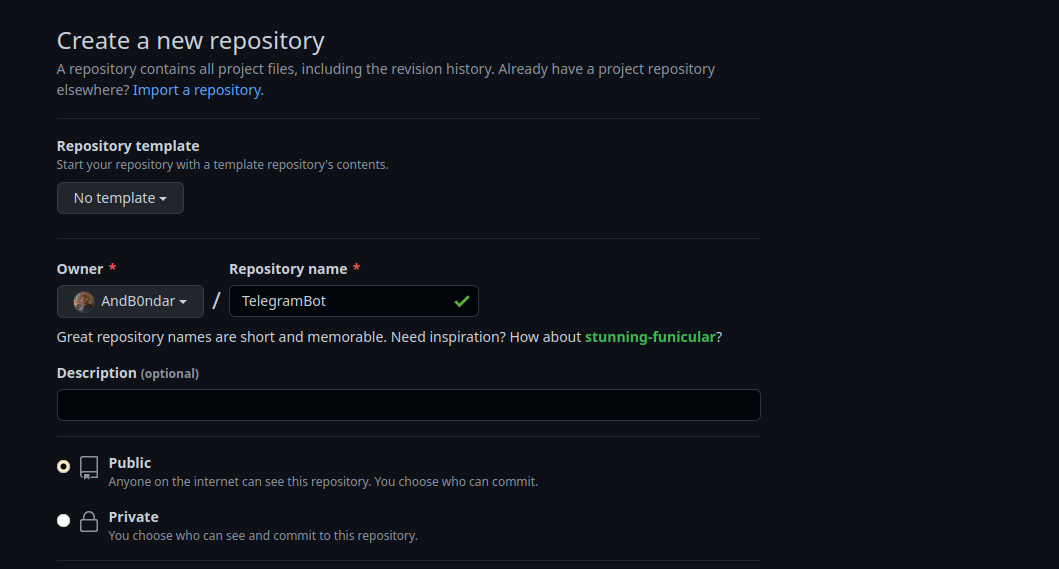 Create a new repository
A repository contains all project files, including the revision history. Already have a project repository
elsewhere? Import a repository.
Repository template
Start your repository with a template repository's contents.
No template
Owner *
Repository name *
AndB0ndar / TelegramBot
Great repository names are short and memorable. Need inspiration? How about stunning-funicular?
Description (optional)
Public
Anyone on the internet can see this repository. You choose who can commit.
Private
You choose who can see and commit to this repository.